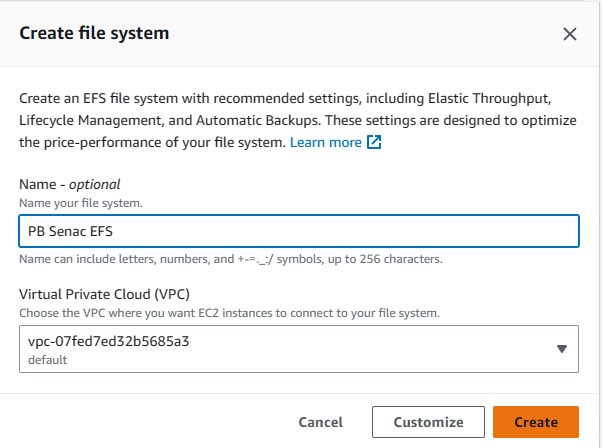 Create file system
Create an EFS file system with recommended settings, including Elastic Throughput,
Lifecycle Management, and Automatic Backups. These settings are designed to optimize
the price-performance of your file system. Learn more
Name - optional
Name your file system.
PB Senac EFS
Name can include letters, numbers, and +-=._:/ symbols, up to 256 characters.
Virtual Private Cloud (VPC)
Choose the VPC where you want EC2 instances to connect to your file system.
vpc-07fed7ed32b5685a3
default
Cancel Customize Create